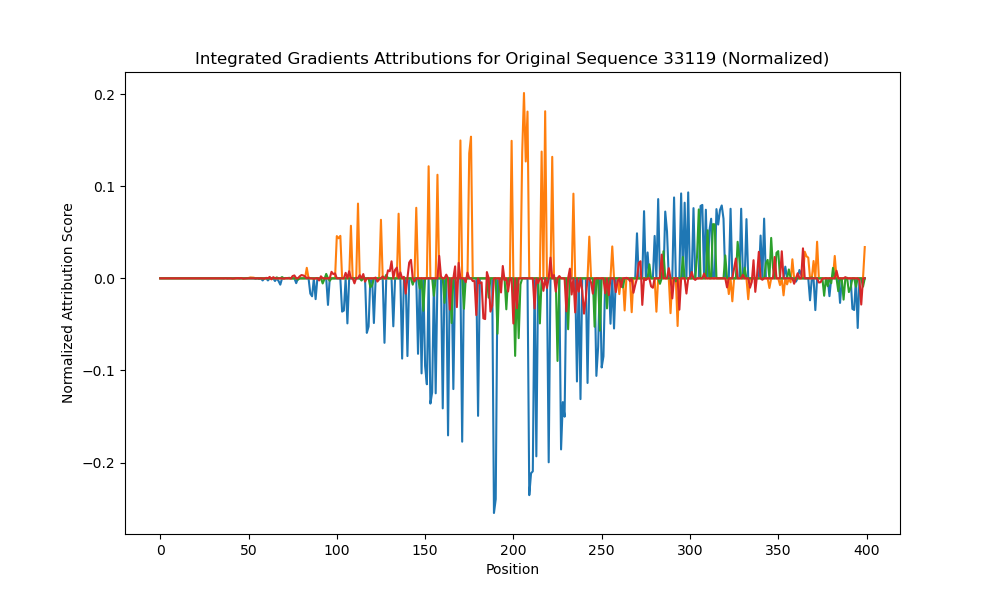 Integrated Gradients Attributions for Original Sequence 33119 (Normalized)
0.2
0.1
0.0
−0.1
−0.2
Normalized Attribution Score
0 50 100 150 200 250 300 350 400
Position